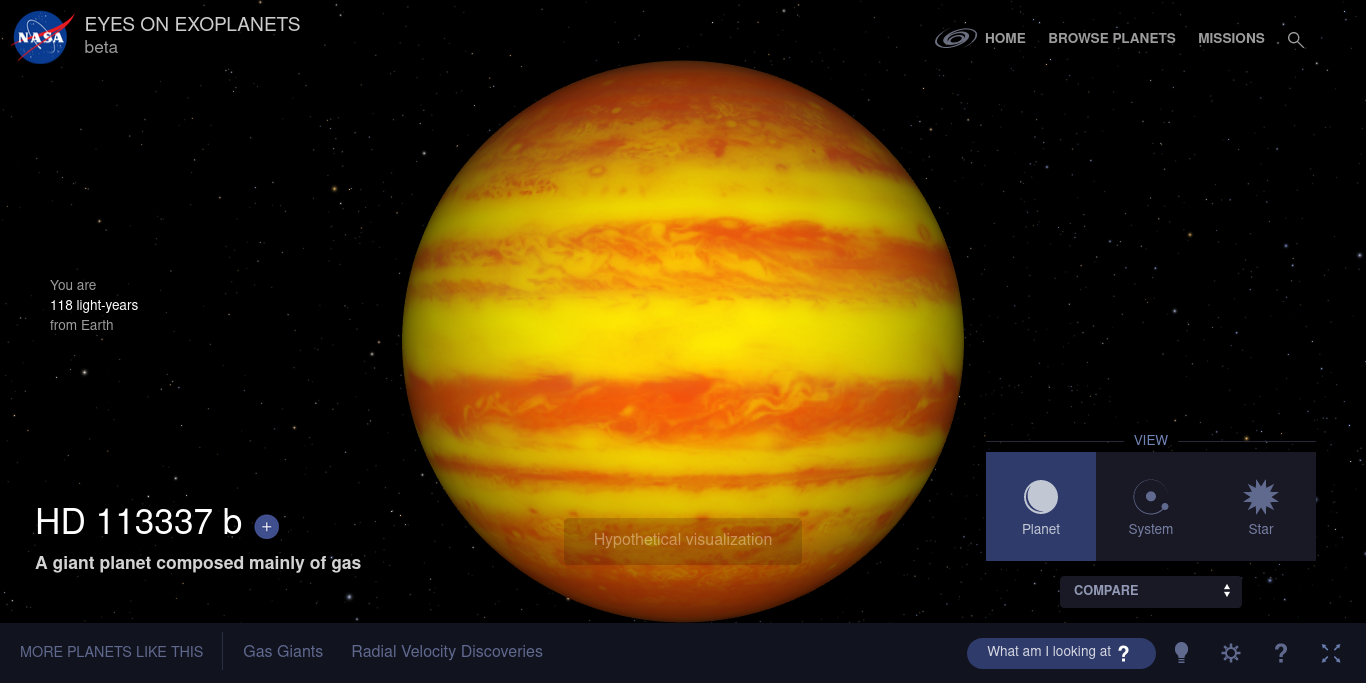 NASA
EYES ON EXOPLANETS
beta
HOME
BROWSE PLANETS
MISSIONS
You are
118 light-years
from Earth
VIEW
Planet
System
Star
COMPARE
HD 113337 b +
A giant planet composed mainly of gas
Hypothetical visualization
MORE PLANETS LIKE THIS
Gas Giants
Radial Velocity Discoveries
What am I looking at ?
?